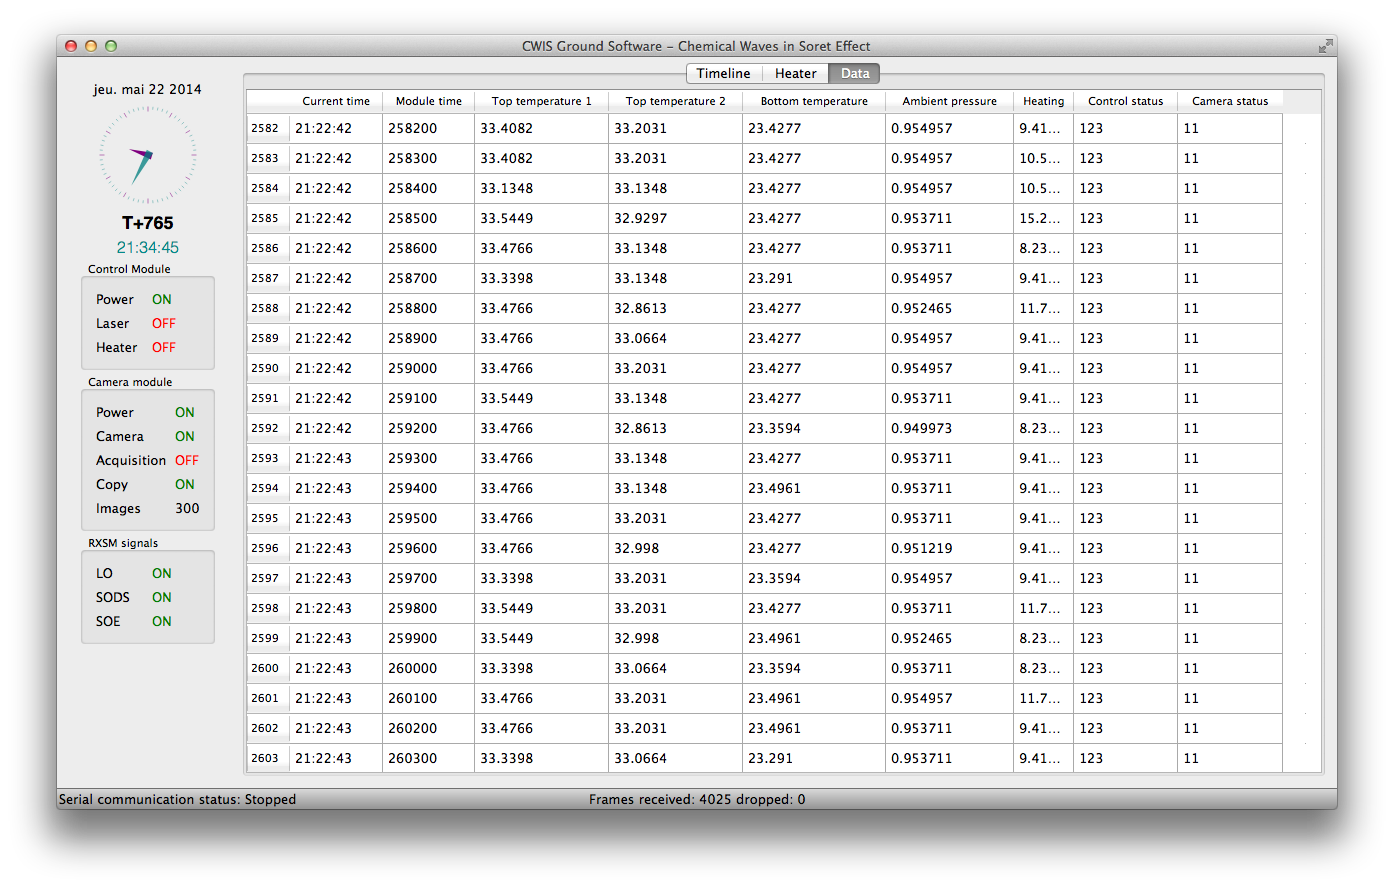 CWIS Ground Software – Chemical Waves in Soret Effect
jeu. mai 22 2014
T+765
21:34:45
Control Module
Power ON
Laser OFF
Heater OFF
Camera module
Power ON
Camera ON
Acquisition OFF
Copy ON
Images 300
RXSM signals
LO ON
SODS ON
SOE ON
Timeline Heater Data
Current time Module time Top temperature 1 Top temperature 2 Bottom temperature Ambient pressure Heating Control status Camera status
2582 21:22:42 258200 33.4082 33.2031 23.4277 0.954957 9.41... 123 11
2583 21:22:42 258300 33.4082 33.2031 23.4277 0.954957 10.5... 123 11
2584 21:22:42 258400 33.1348 33.1348 23.4277 0.954957 10.5... 123 11
2585 21:22:42 258500 33.5449 32.9297 23.4277 0.953711 15.2... 123 11
2586 21:22:42 258600 33.4766 33.1348 23.4277 0.953711 8.23... 123 11
2587 21:22:42 258700 33.3398 33.1348 23.291 0.954957 9.41... 123 11
2588 21:22:42 258800 33.4766 32.8613 23.4277 0.952465 11.7... 123 11
2589 21:22:42 258900 33.4766 33.0664 23.4277 0.954957 9.41... 123 11
2590 21:22:42 259000 33.4766 33.2031 23.4277 0.954957 9.41... 123 11
2591 21:22:42 259100 33.5449 33.1348 23.4277 0.953711 9.41... 123 11
2592 21:22:42 259200 33.4766 32.8613 23.3594 0.949973 8.23... 123 11
2593 21:22:43 259300 33.4766 33.1348 23.4277 0.953711 9.41... 123 11
2594 21:22:43 259400 33.4766 33.1348 23.4961 0.953711 9.41... 123 11
2595 21:22:43 259500 33.4766 33.2031 23.4277 0.953711 9.41... 123 11
2596 21:22:43 259600 33.4766 32.998 23.4277 0.951219 9.41... 123 11
2597 21:22:43 259700 33.3398 33.2031 23.3594 0.954957 9.41... 123 11
2598 21:22:43 259800 33.5449 33.2031 23.4277 0.953711 11.7... 123 11
2599 21:22:43 259900 33.5449 32.998 23.4961 0.952465 8.23... 123 11
2600 21:22:43 260000 33.3398 33.0664 23.3594 0.953711 8.23... 123 11
2601 21:22:43 260100 33.4766 33.2031 23.4961 0.954957 11.7... 123 11
2602 21:22:43 260200 33.4766 33.2031 23.4961 0.953711 9.41... 123 11
2603 21:22:43 260300 33.3398 33.0664 23.291 0.953711 9.41... 123 11
Serial communication status: Stopped Frames received: 4025 dropped: 0